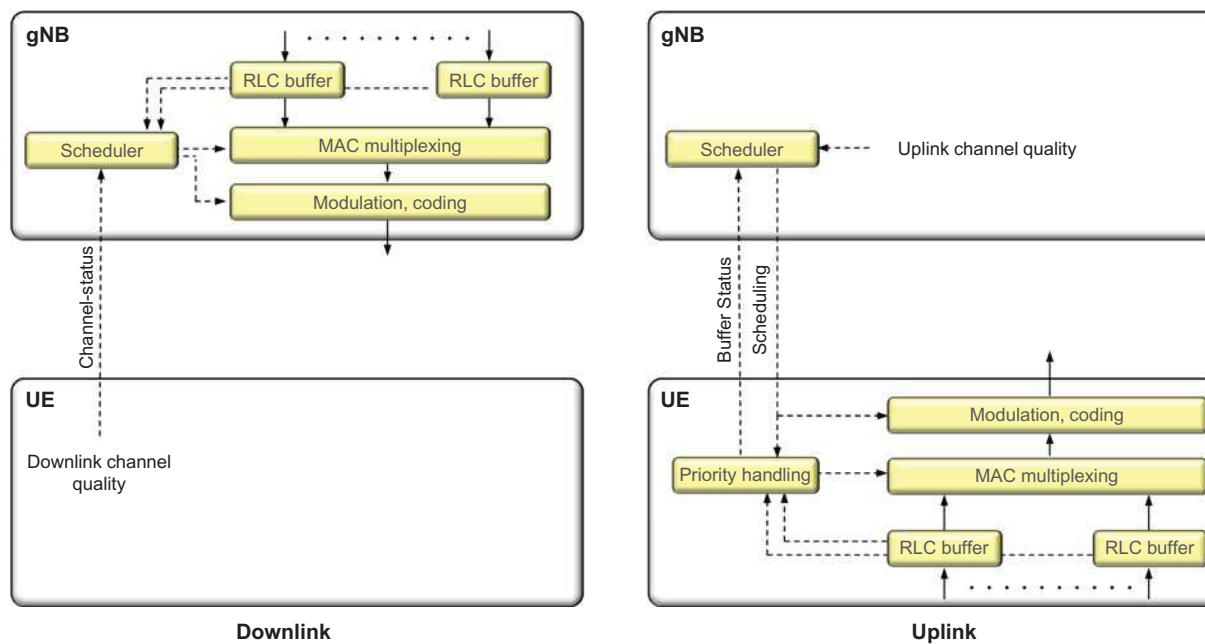 gNB
RLC buffer
RLC buffer
Scheduler
MAC multiplexing
Modulation, coding
Channel-status
UE
Downlink channel
quality
Downlink
gNB
Scheduler
Uplink channel quality
Buffer Status
Scheduling
UE
Modulation, coding
Priority handling
MAC multiplexing
RLC buffer
RLC buffer
Uplink